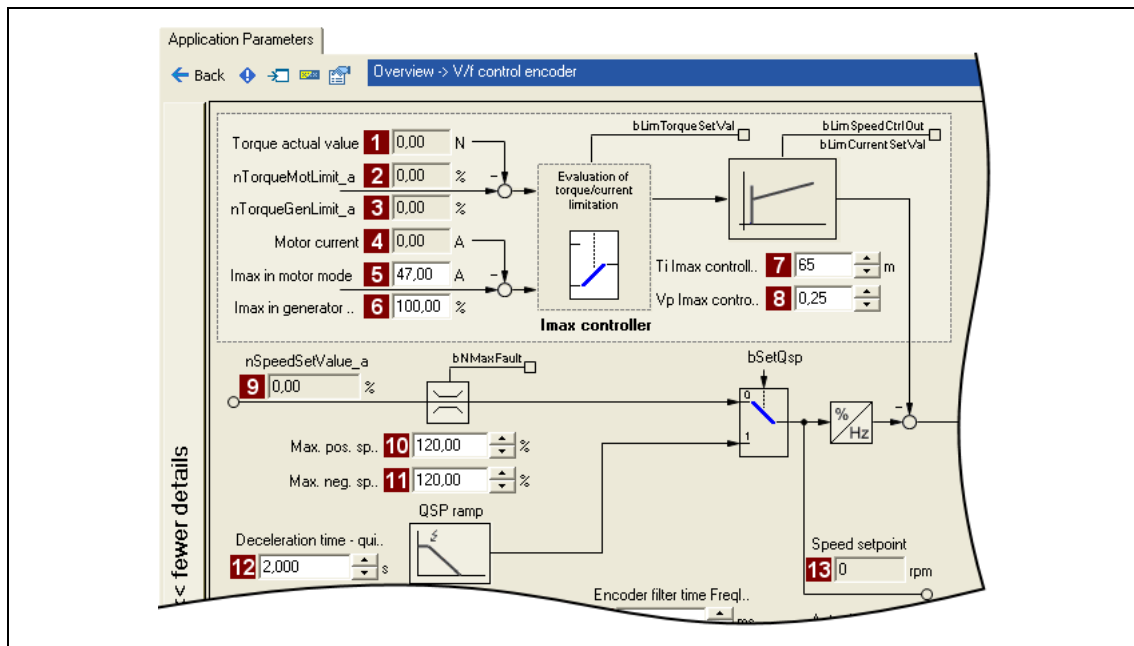 Application Parameters
Back
Overview -> V/f control encoder
bLimTorqueSetVal
bLimSpeedCtrlOut
bLimCurrentSetVal
Torque actual value 1 0,00 N
nTorqueMotLimit_a 2 0,00 %
nTorqueGenLimit_a 3 0,00 %
Motor current 4 0,00 A
Imax in motor mode 5 47,00 A
Imax in generator .. 6 100,00 %
Evaluation of
torque/current
limitation
Imax controller
Ti Imax controll.. 7 65 m
Vp Imax contro.. 8 0,25
nSpeedSetValue_a
9 0,00 %
bNMaxFault
bSetQsp
0
1
%
Hz
Max. pos. sp.. 10 120,00 %
Max. neg. sp.. 11 120,00 %
QSP ramp
Deceleration time - qui..
12 2,000 s
Speed setpoint
13 0 rpm
Encoder filter time Freql..
<< fewer details